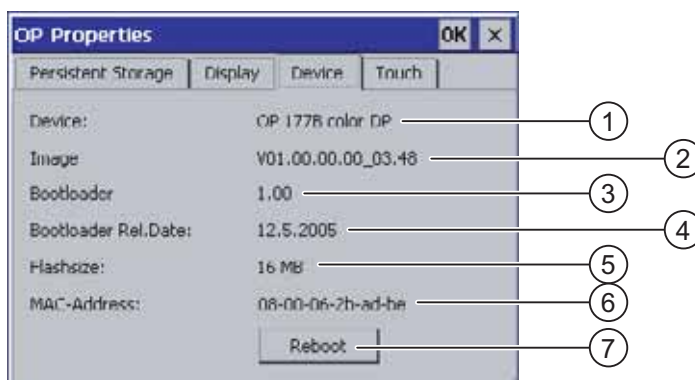 OP Properties OK ×
Persistent Storage Display Device Touch
Device: OP 177B color DP 1
Image V01.00.00.00_03.48 2
Bootloader 1.00 3
Bootloader Rel.Date: 12.5.2005 4
Flashsize: 16 MB 5
MAC-Address: 08-00-06-2b-ad-be 6
Reboot 7